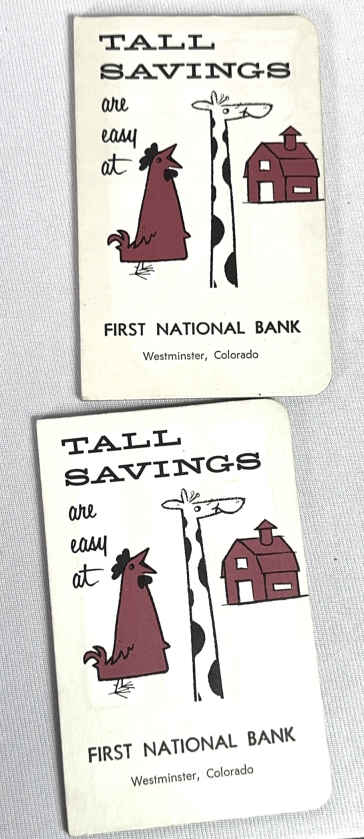 TALL
SAVINGS
are
easy
at
FIRST NATIONAL BANK
Westminster, Colorado
TALL
SAVINGS
are
easy
at
FIRST NATIONAL BANK
Westminster, Colorado